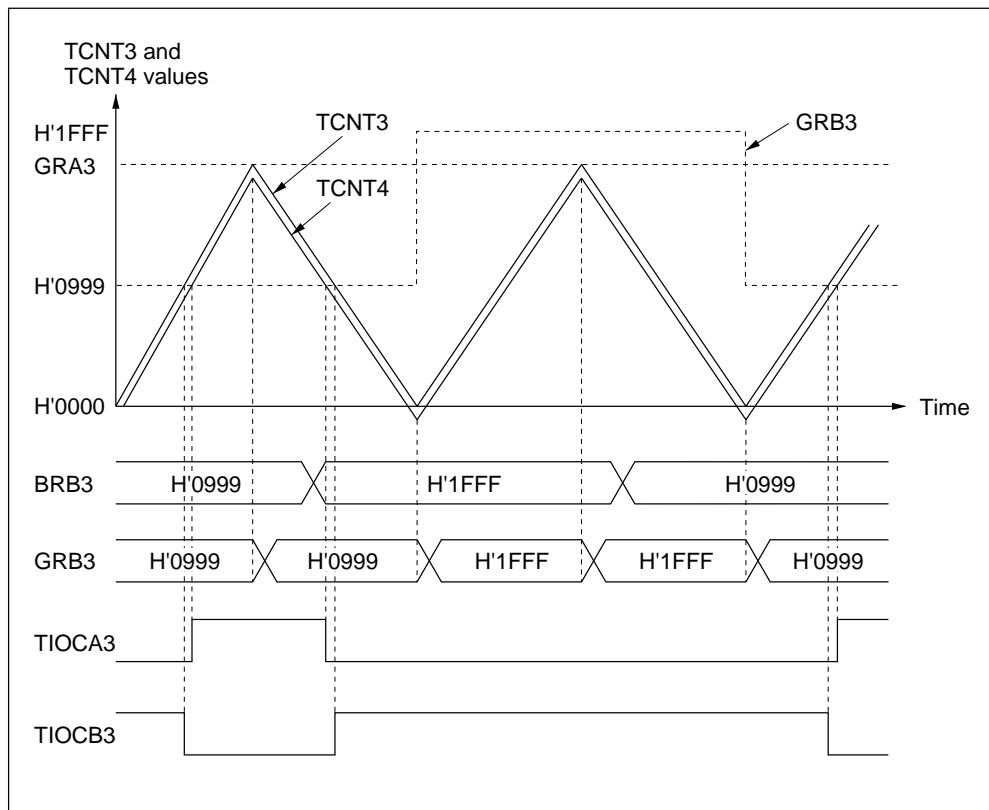 TCNT3 and
TCNT4 values
H'1FFF
GRA3
H'0999
H'0000
TCNT3
TCNT4
GRB3
Time
BRB3 H'0999 H'1FFF H'0999
GRB3 H'0999 H'0999 H'1FFF H'1FFF H'0999
TIOCA3
TIOCB3